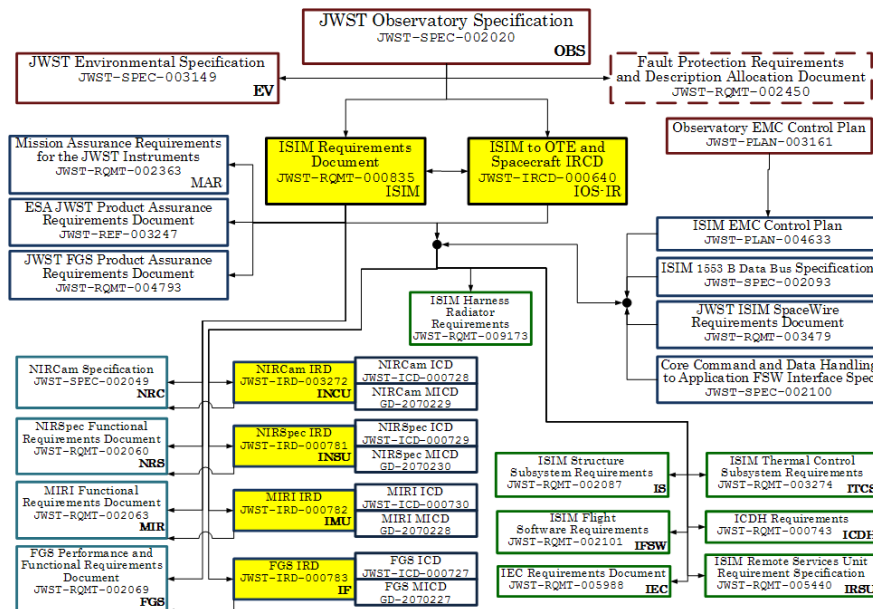 JWST Observatory Specification
JWST-SPEC-002020
OBS
JWST Environmental Specification
JWST-SPEC-003149
EV
Fault Protection Requirements
and Description Allocation Document
JWST-RQMT-002450
Mission Assurance Requirements
for the JWST Instruments
JWST-RQMT-002363
MAR
ISIM Requirements
Document
JWST-RQMT-000835
ISIM
ISIM to OTE and
Spacecraft IRCD
JWST-IRCD-000640
IOS-IR
Observatory EMC Control Plan
JWST-PLAN-003161
ESA JWST Product Assurance
Requirements Document
JWST-REF-003247
JWST FGS Product Assurance
Requirements Document
JWST-RQMT-004793
ISIM EMC Control Plan
JWST-PLAN-004633
ISIM 1553 B Data Bus Specification
JWST-SPEC-002093
JWST ISIM SpaceWire
Requirements Document
JWST-RQMT-003479
Core Command and Data Handling
to Application FSW Interface Spec
JWST-SPEC-002100
ISIM Harness
Radiator
Requirements
JWST-RQMT-009173
NIRCam Specification
JWST-SPEC-002049
NRC
NIRCam IRD
JWST-IRD-003272
INCU
NIRCam ICD
JWST-ICD-000728
NIRCam MICD
GD-2070229
NIRSpec Functional
Requirements Document
JWST-RQMT-002060
NRS
NIRSpec IRD
JWST-IRD-000781
INSU
NIRSpec ICD
JWST-ICD-000729
NIRSpec MICD
GD-2070230
MIRI Functional
Requirements Document
JWST-RQMT-002063
MIR
MIRI IRD
JWST-IRD-000782
IMU
MIRI ICD
JWST-ICD-000730
MIRI MICD
GD-2070228
FGS Performance and
Functional Requirements
Document
JWST-RQMT-002069
FGS
FGS IRD
JWST-IRD-000783
IF
FGS ICD
JWST-ICD-000727
FGS MICD
GD-2070227
ISIM Structure
Subsystem Requirements
JWST-RQMT-002087
IS
ISIM Thermal Control
Subsystem Requirements
JWST-RQMT-003274
ITCS
ISIM Flight
Software Requirements
JWST-RQMT-002101
IFSW
ICDH Requirements
JWST-RQMT-000743
ICDH
IEC Requirements Document
JWST-RQMT-005988
IEC
ISIM Remote Services Unit
Requirement Specification
JWST-RQMT-005440
IRSU